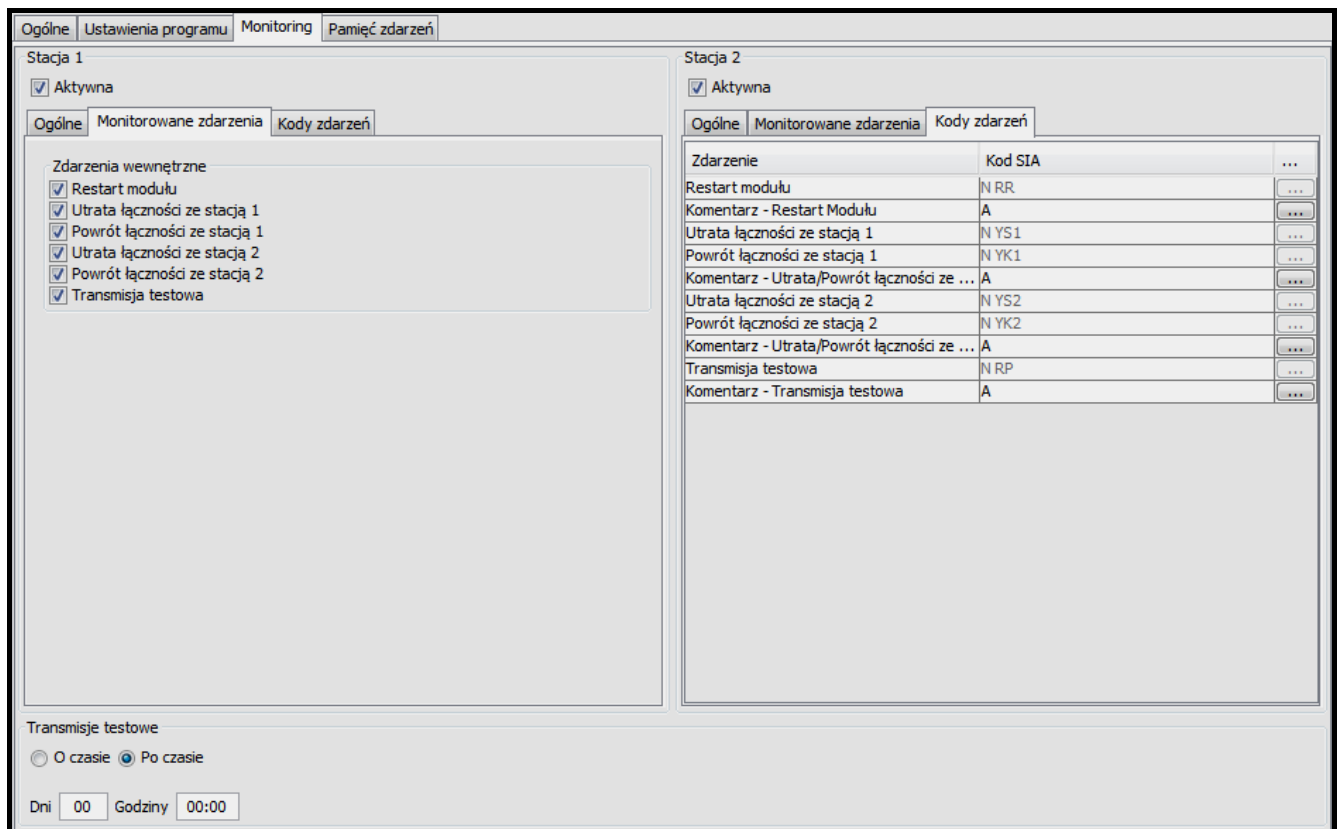 Ogólne Ustawienia programu Monitoring Pamięć zdarzeń
Stacja 1
Aktywna
Ogólne Monitorowane zdarzenia Kody zdarzeń
Zdarzenia wewnętrzne
Restart modułu
Utrata łączności ze stacją 1
Powrót łączności ze stacją 1
Utrata łączności ze stacją 2
Powrót łączności ze stacją 2
Transmisja testowa
Stacja 2
Aktywna
Ogólne Monitorowane zdarzenia Kody zdarzeń
Zdarzenie Kod SIA ...
Restart modułu N RR ...
Komentarz - Restart Modułu A ...
Utrata łączności ze stacją 1 N YS1 ...
Powrót łączności ze stacją 1 N YK1 ...
Komentarz - Utrata/Powrót łączności ze ... A ...
Utrata łączności ze stacją 2 N YS2 ...
Powrót łączności ze stacją 2 N YK2 ...
Komentarz - Utrata/Powrót łączności ze ... A ...
Transmisja testowa N RP ...
Komentarz - Transmisja testowa A ...
Transmisje testowe
O czasie Po czasie
Dni 00 Godziny 00:00